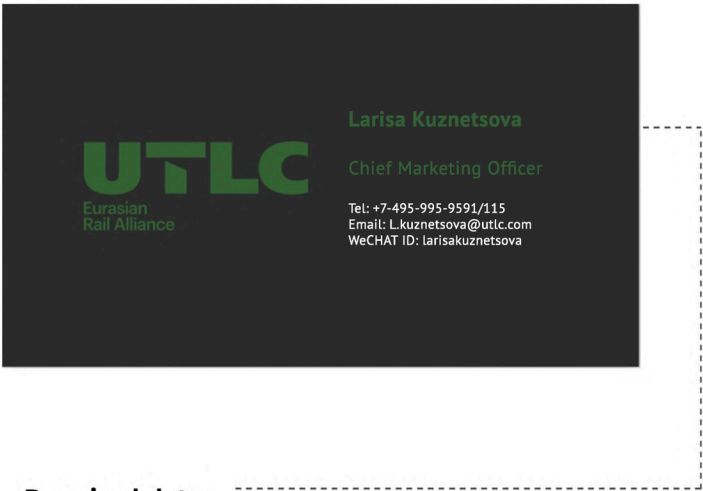 UTLC
Eurasian
Rail Alliance
Larisa Kuznetsova
Chief Marketing Officer
Tel: +7-495-995-9591/115
Email: L.kuznetsova@utlc.com
WeCHAT ID: larisakuznetsova